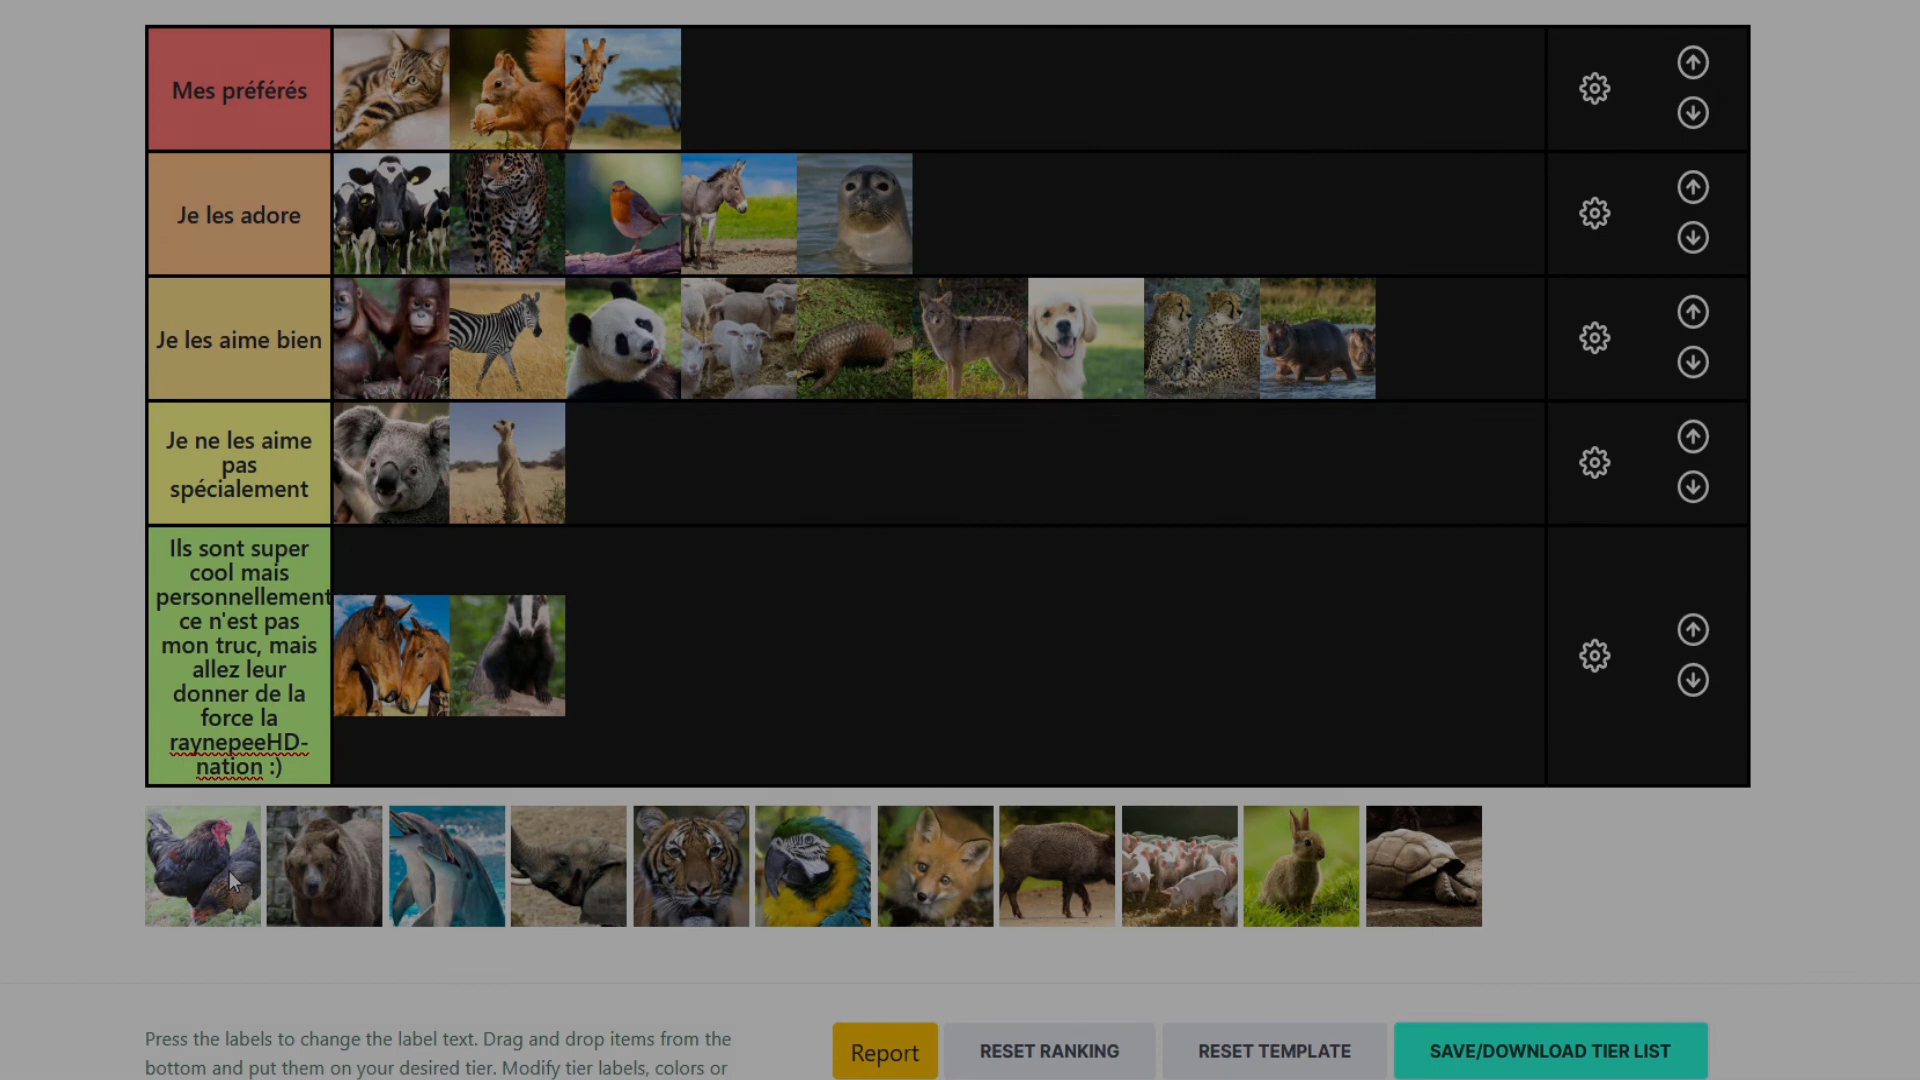 Mes préférés
Je les adore
Je les aime bien
Je ne les aime
pas
spécialement
Ils sont super
cool mais
personnellement
ce n'est pas
mon truc, mais
allez leur
donner de la
force la
raynepeeHD-
nation :)
Press the labels to change the label text. Drag and drop items from the
bottom and put them on your desired tier. Modify tier labels, colors or
Report
RESET RANKING
RESET TEMPLATE
SAVE/DOWNLOAD TIER LIST